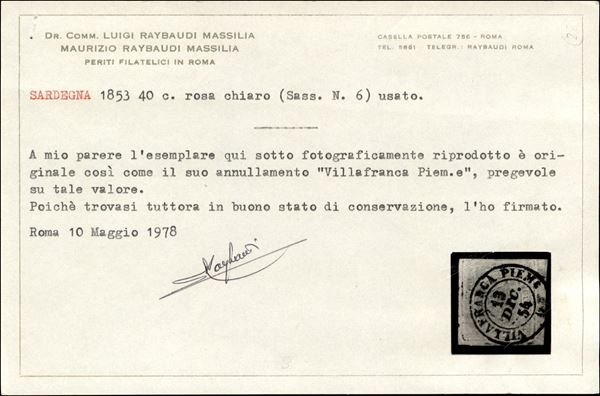 DR. COMM. LUIGI RAYBAUDI MASSILIA
MAURIZIO RAYBAUDI MASSILIA
PERITI FILATELICI IN ROMA
CASELLA POSTALE 756 - ROMA
TEL. 5861 TELEGR.: RAYBAUDI ROMA
SARDEGNA 1853 40 c. rosa chiaro (Sass. N. 6) usato.
A mio parere l'esemplare qui sotto fotograficamente riprodotto è ori-
ginale così come il suo annullamento "Villafranca Piem.e", pregevole
su tale valore.
Poichè trovasi tuttora in buono stato di conservazione, l'ho firmato.
Roma 10 Maggio 1978
Raybaudi
VILLAFRANCA PIEME
13
DIC.
54